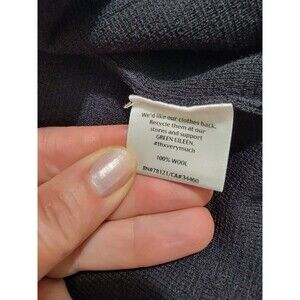 We'd like our clothes back.
Recycle them at our
stores and support
GREEN EILEEN.
#thxverymuch
100% WOOL
RN#78121/CA#34460